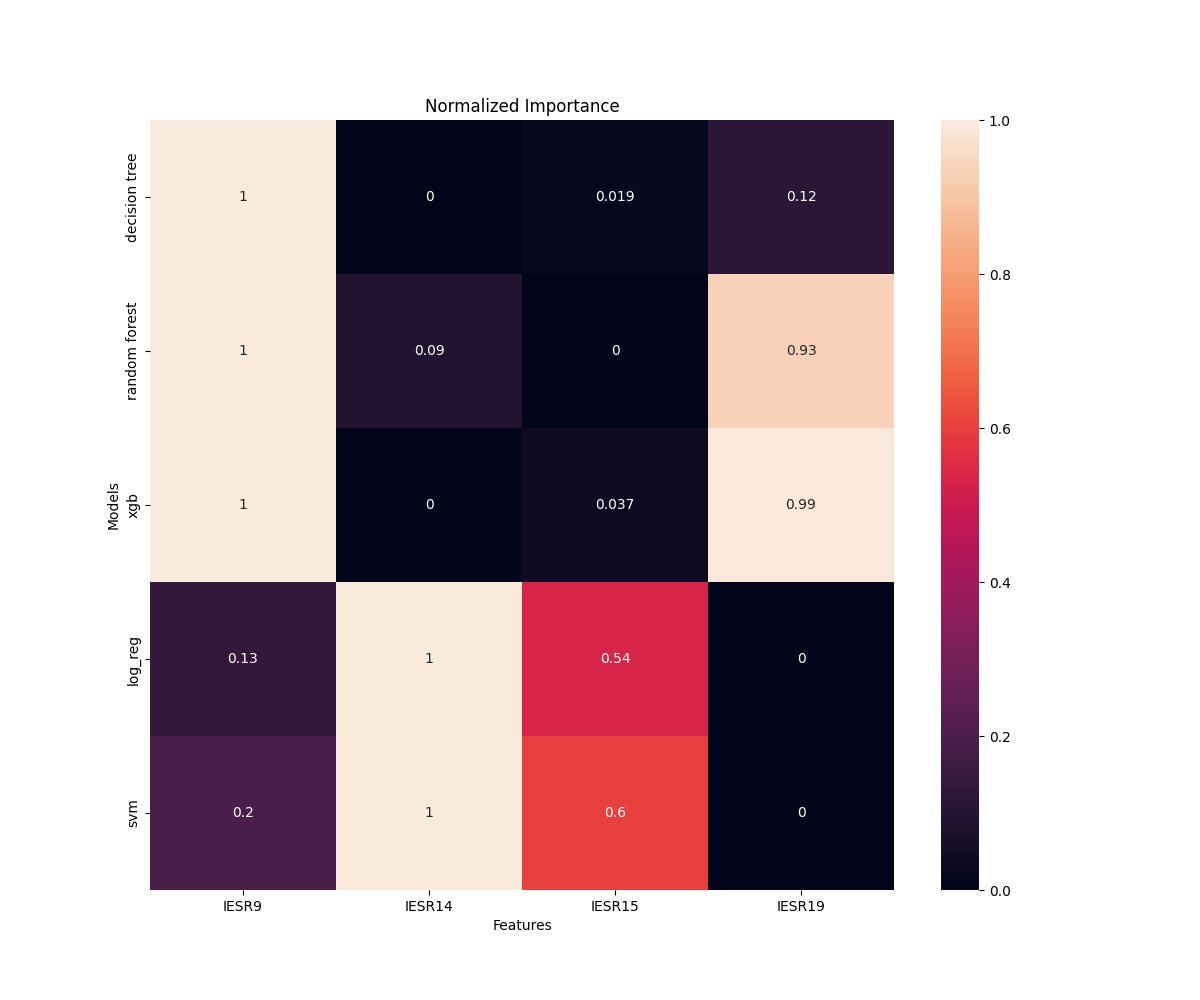 Normalized Importance
decision tree
1 0 0.019 0.12
random forest
1 0.09 0 0.93
xgb
1 0 0.037 0.99
log_reg
0.13 1 0.54 0
svm
0.2 1 0.6 0
Models
IESR9 IESR14 IESR15 IESR19
Features
1.0
0.8
0.6
0.4
0.2
0.0